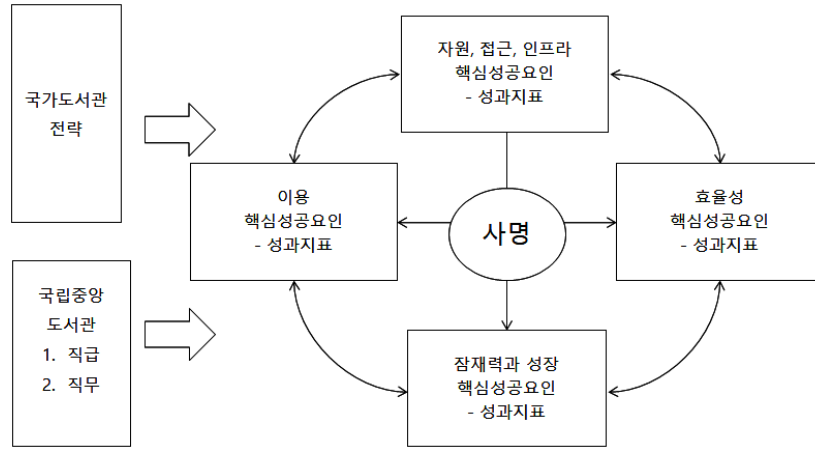 국가도서관
전략
자원, 접근, 인프라
핵심성공요인
- 성과지표
이용
핵심성공요인
- 성과지표
사명
효율성
핵심성공요인
- 성과지표
국립중앙
도서관
1. 직급
2. 직무
잠재력과 성장
핵심성공요인
- 성과지표